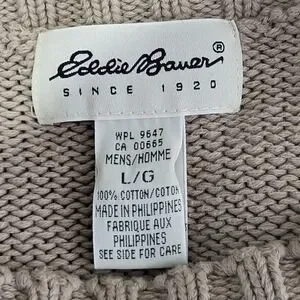 Eddie Bauer®
SINCE 1920
WPL 9647
CA 00665
MENS/HOMME
L/G
100% COTTON/COTON
MADE IN PHILIPPINES
FABRIQUE AUX
PHILIPPINES
SEE SIDE FOR CARE